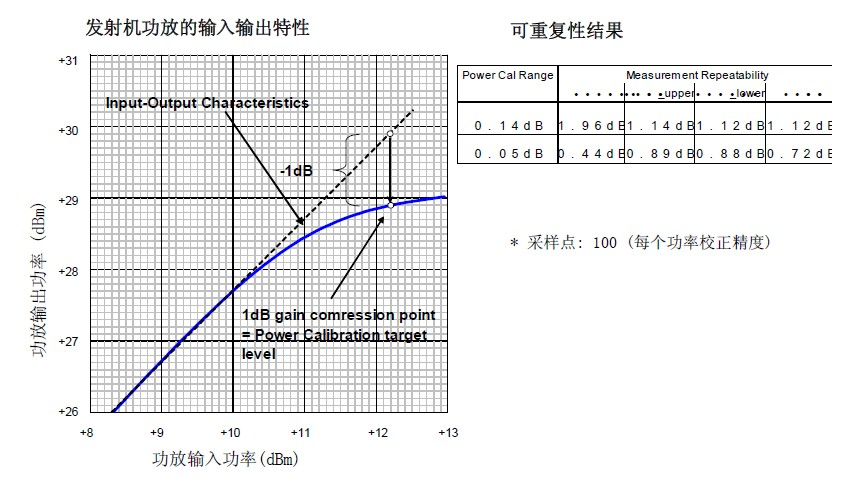 发射机功放的输入输出特性
可重复性结果
+31
+30
+29
+28
+27
+26
+8 +9 +10 +11 +12 +13
功放输出功率 (dBm)
功放输入功率(dBm)
Input-Output Characteristics
-1dB
1dB gain comression point
= Power Calibration target
level
Power Cal Range Measurement Repeatability
upper lower
0.14dB 1.96dB 1.14dB 1.12dB 1.12dB
0.05dB 0.44dB 0.89dB 0.88dB 0.72dB
* 采样点: 100 (每个功率校正精度)